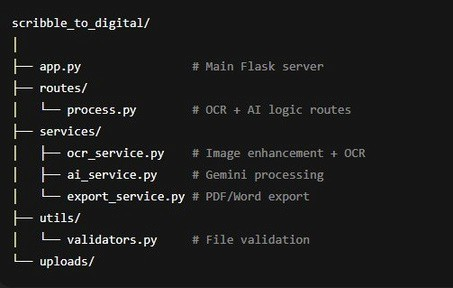 scribble_to_digital/
│
├── app.py                # Main Flask server
├── routes/
│   └── process.py        # OCR + AI logic routes
├── services/
│   ├── ocr_service.py    # Image enhancement + OCR
│   ├── ai_service.py     # Gemini processing
│   └── export_service.py # PDF/Word export
├── utils/
│   └── validators.py     # File validation
└── uploads/